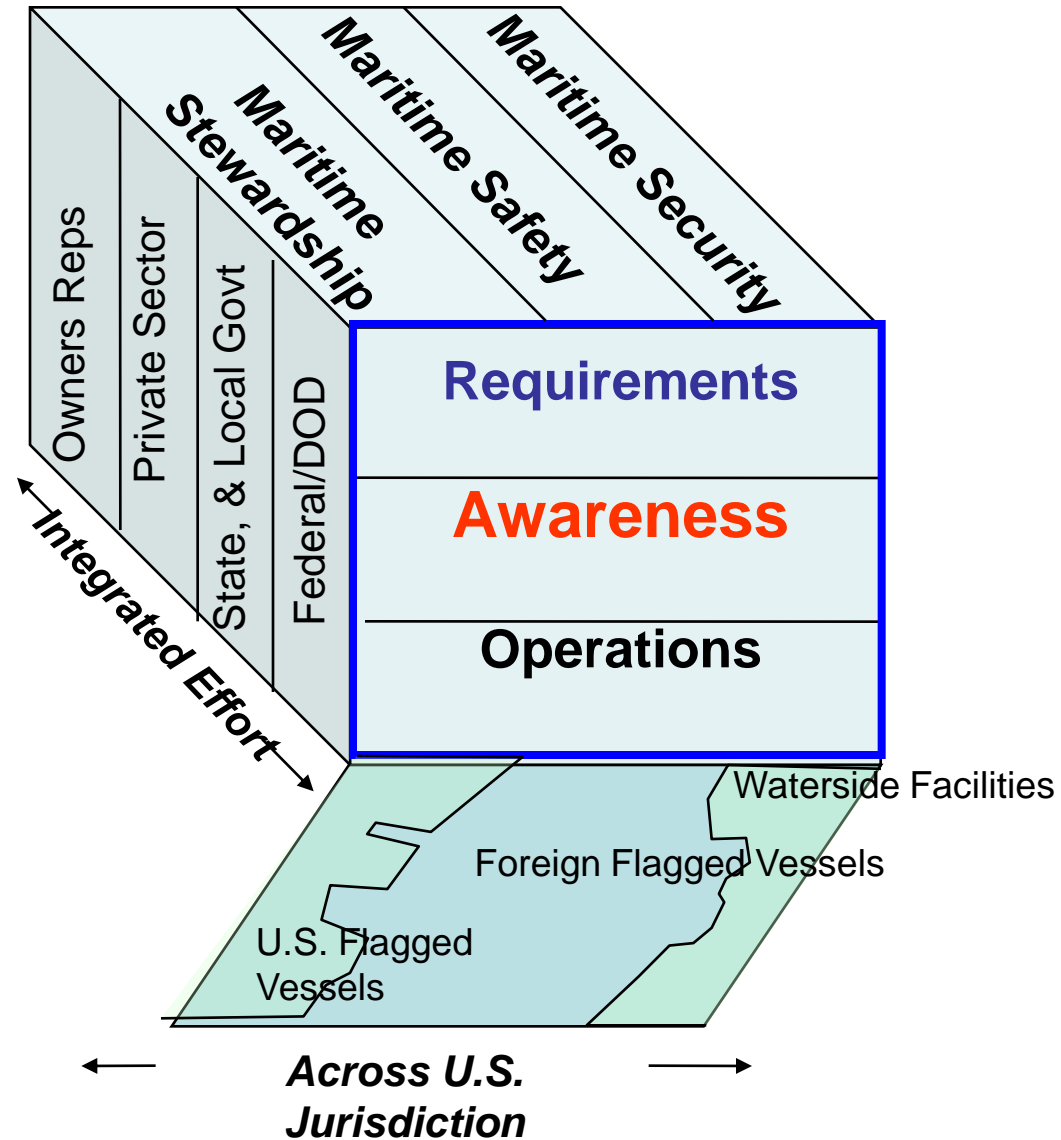 Maritime
Stewardship
Maritime Safety
Maritime Security
Owners Reps
Private Sector
State, & Local Govt
Federal/DOD
Requirements
Awareness
Operations
Integrated Effort
Waterside Facilities
Foreign Flagged Vessels
U.S. Flagged
Vessels
Across U.S.
Jurisdiction